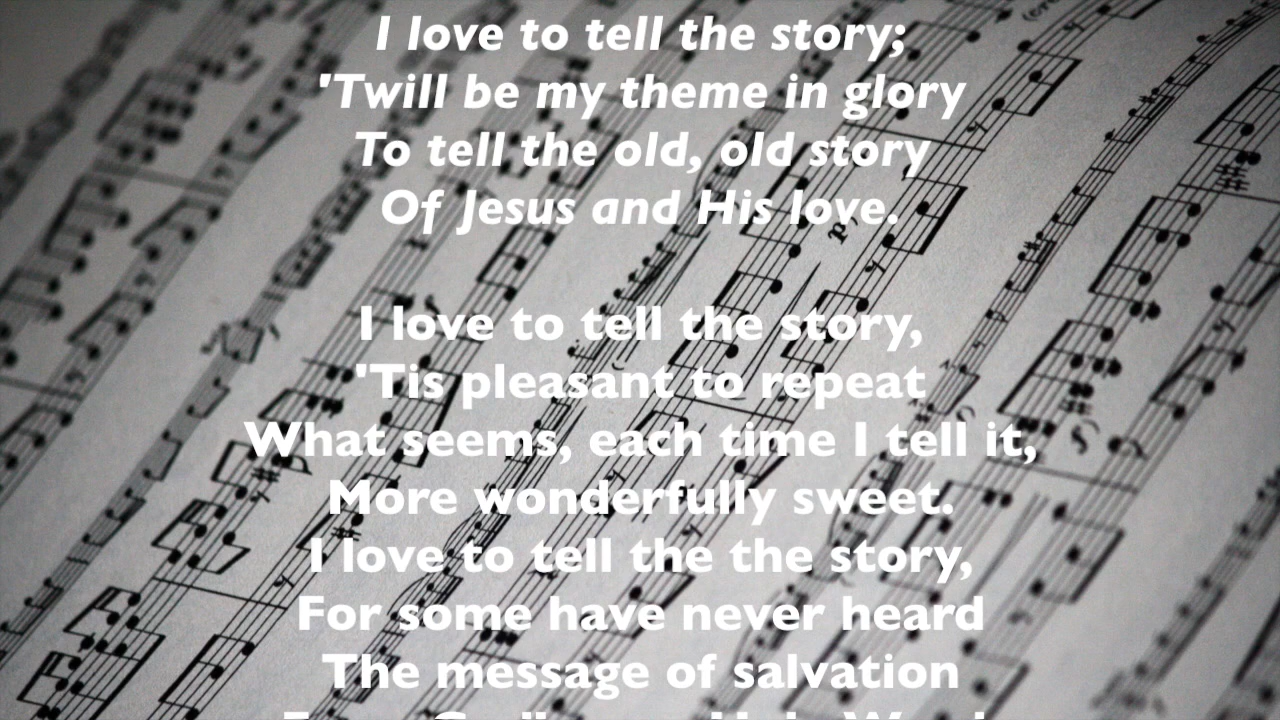 I love to tell the story;
'Twill be my theme in glory
To tell the old, old story
Of Jesus and His love.
I love to tell the story,
'Tis pleasant to repeat
What seems, each time I tell it,
More wonderfully sweet.
I love to tell the the story,
For some have never heard
The message of salvation